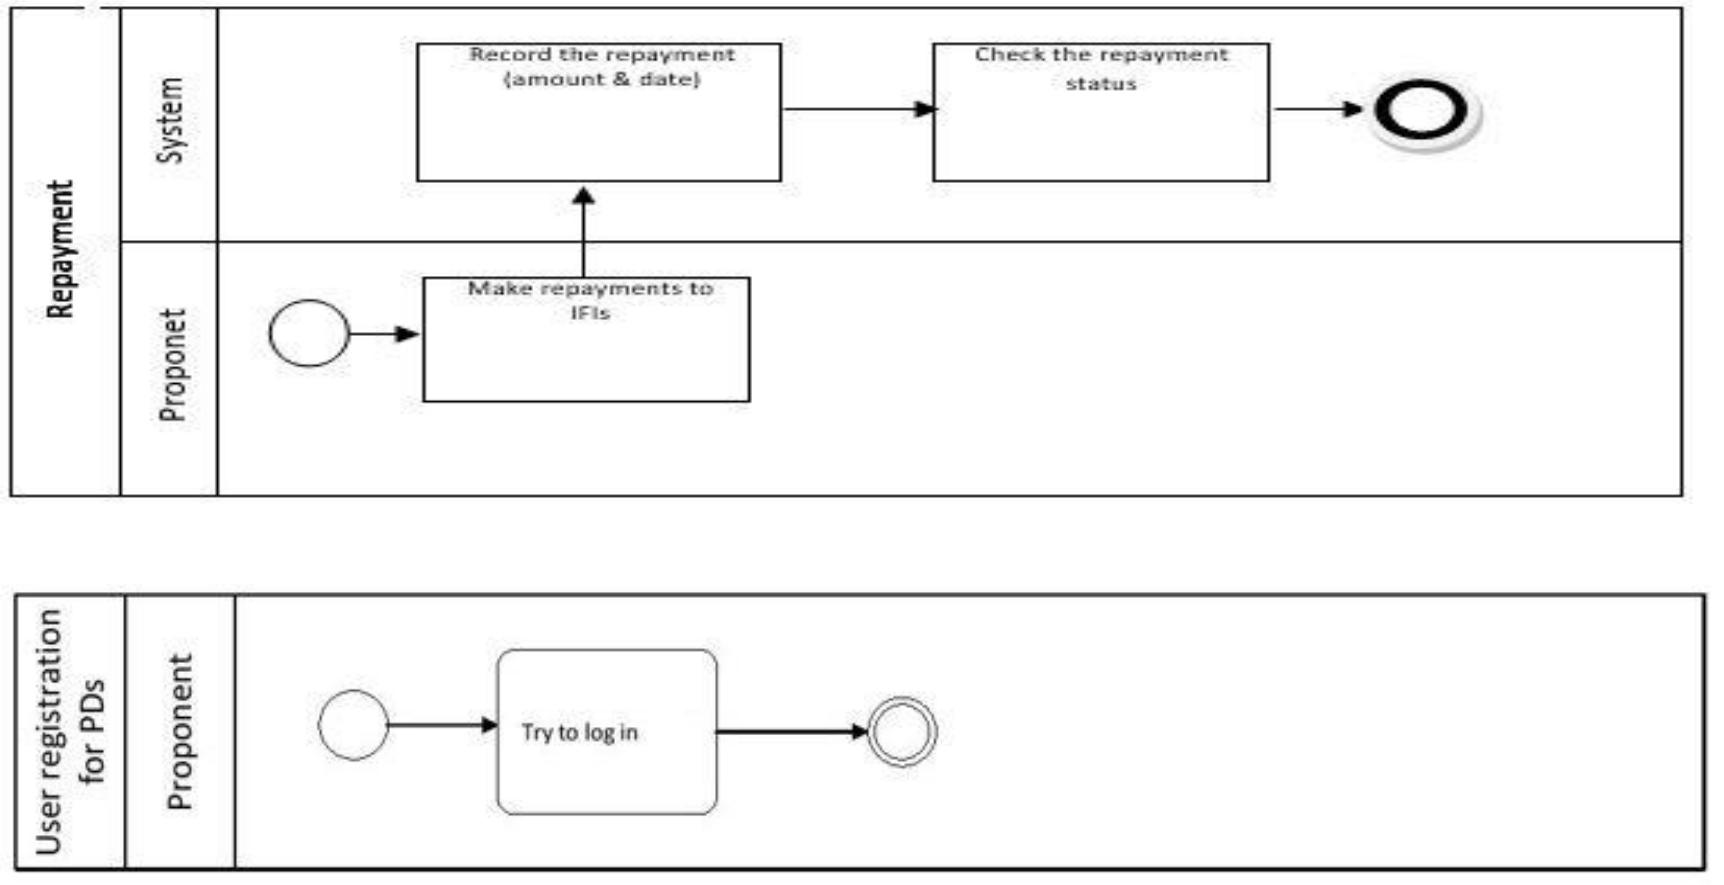 Repayment
System
Record the repayment
(amount & date)
Check the repayment
status
Proponet
Make repayments to
IFIs
User registration
for PDs
Proponent
Try to log in